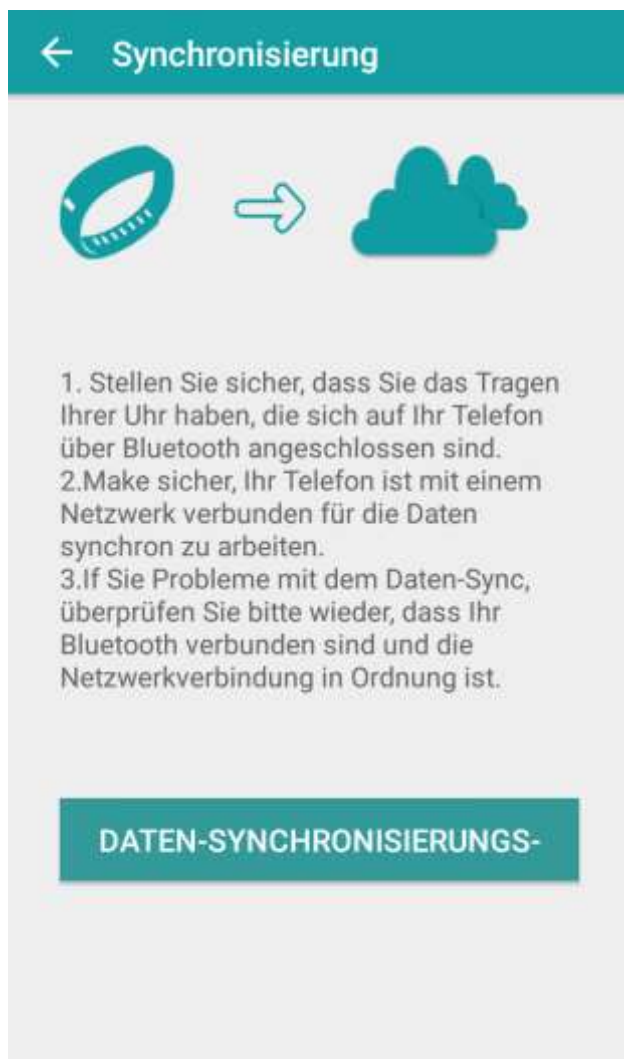 Synchronisierung
1. Stellen Sie sicher, dass Sie das Tragen
Ihrer Uhr haben, die sich auf Ihr Telefon
über Bluetooth angeschlossen sind.
2.Make sicher, Ihr Telefon ist mit einem
Netzwerk verbunden für die Daten
synchron zu arbeiten.
3.If Sie Probleme mit dem Daten-Sync,
überprüfen Sie bitte wieder, dass Ihr
Bluetooth verbunden sind und die
Netzwerkverbindung in Ordnung ist.
DATEN-SYNCHRONISIERUNGS-